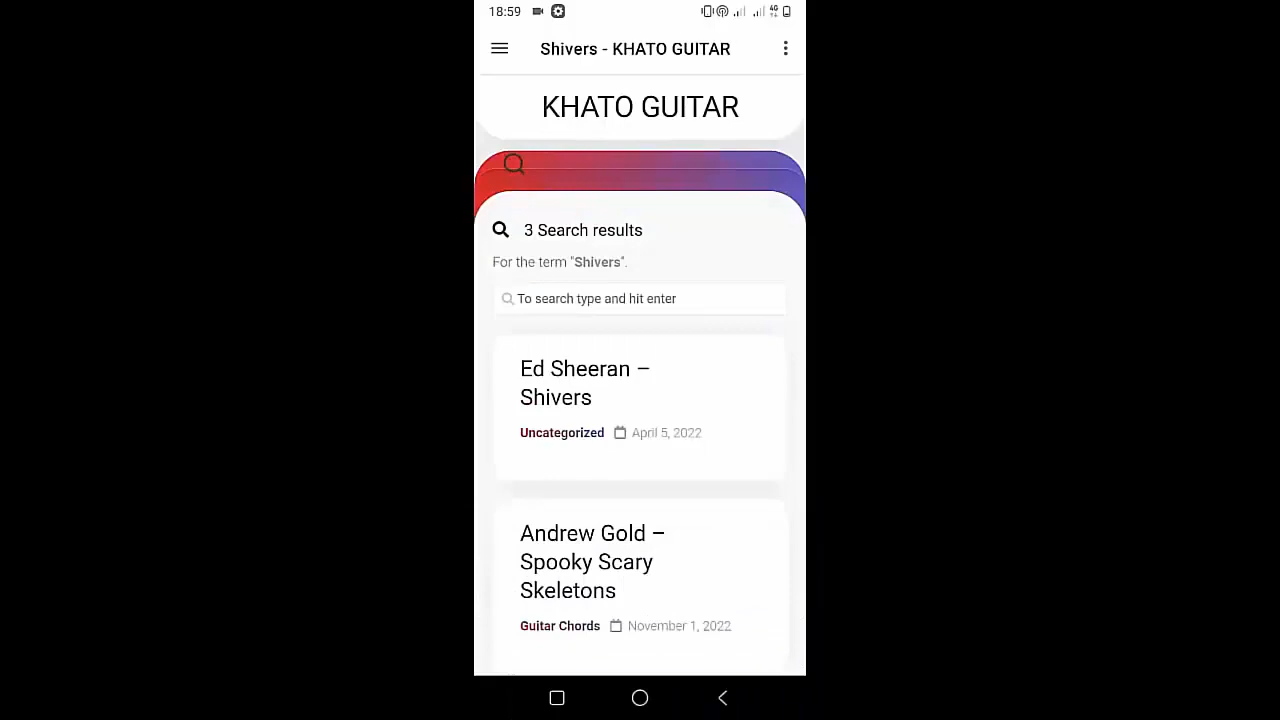 18:59
4G
Shivers - KHATO GUITAR
KHATO GUITAR
3 Search results
For the term "Shivers".
To search type and hit enter
Ed Sheeran –
Shivers
Uncategorized April 5, 2022
Andrew Gold –
Spooky Scary
Skeletons
Guitar Chords November 1, 2022